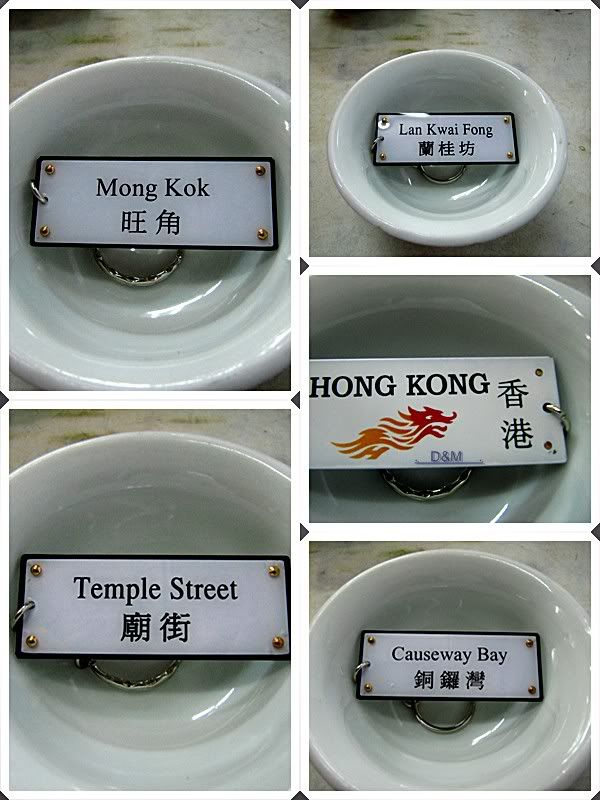 Mong Kok
旺角
Lan Kwai Fong
蘭桂坊
HONG KONG
香港
D&M
Temple Street
廟街
Causeway Bay
銅鑼灣